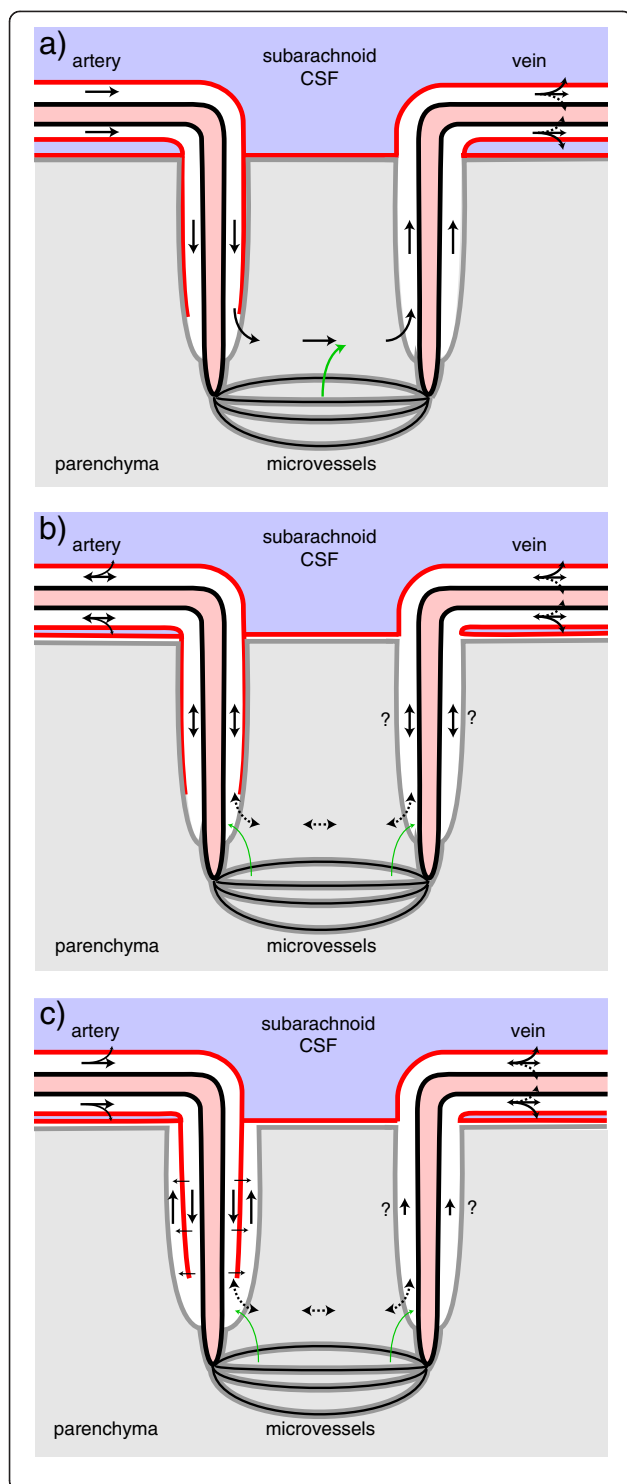 a)
artery
subarachnoid
CSF
vein
parenchyma
microvessels
b)
artery
subarachnoid
CSF
vein
?
?
parenchyma
microvessels
c)
artery
subarachnoid
CSF
vein
?
?
parenchyma
microvessels